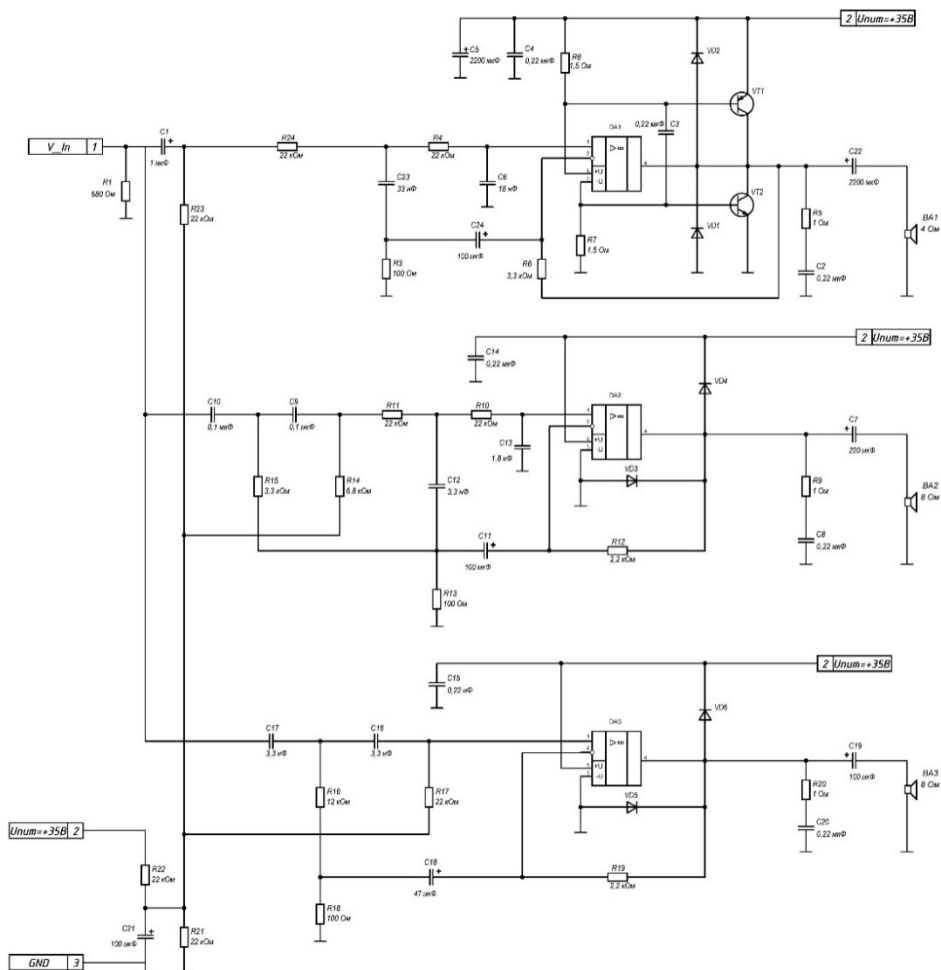 2 Uпит=+35В
C5
2200 мкФ
C4
0,22 мкФ
R8
1,5 Ом
VD2
VT1
0,22 мкФ
C3
DA1
V_In 1
C1
1 мкФ
R1
680 Ом
R24
22 кОм
R4
22 кОм
C23
33 нФ
C6
18 нФ
1
▷∞
+U
-U
4
C22
2200 мкФ
R23
22 кОм
C24
100 мкФ
R3
100 Ом
R6
3,3 кОм
R7
1,5 Ом
VT2
VD1
R5
1 Ом
C2
0,22 мкФ
BA1
4 Ом
2 Uпит=+35В
C14
0,22 мкФ
VD4
C10
0,1 мкФ
C9
0,1 мкФ
R11
22 кОм
R10
22 кОм
DA2
1
▷∞
+U
-U
4
C13
1,8 нФ
C7
220 мкФ
R15
3,3 кОм
R14
6,8 кОм
C12
3,3 нФ
VD3
R9
1 Ом
BA2
8 Ом
C11
100 мкФ
R12
2,2 кОм
C8
0,22 мкФ
R13
100 Ом
2 Uпит=+35В
C15
0,22 мФ
VD6
C17
3,3 нФ
C16
3,3 нФ
DA3
1
▷∞
+U
-U
4
C19
100 мкФ
R16
12 кОм
R17
22 кОм
VD5
R20
1 Ом
BA3
8 Ом
C20
0,22 мкФ
Uпит=+35В 2
R22
22 кОм
C18
47 мкФ
R19
2,2 кОм
R18
100 Ом
C21
100 мкФ
R21
22 кОм
GND 3